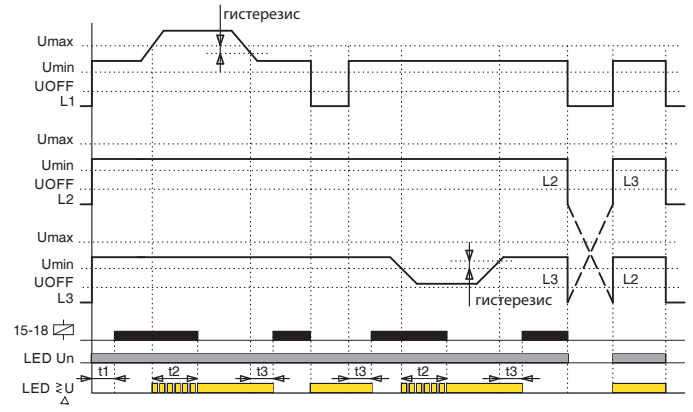 гистерезис
Umax
Umin
UOFF
L1
Umax
Umin
UOFF
L2
L2
L3
Umax
Umin
UOFF
L3
L3
L2
гистерезис
15-18
LED Un
t1
t2
t3
t3
t2
t3
LED ≷U